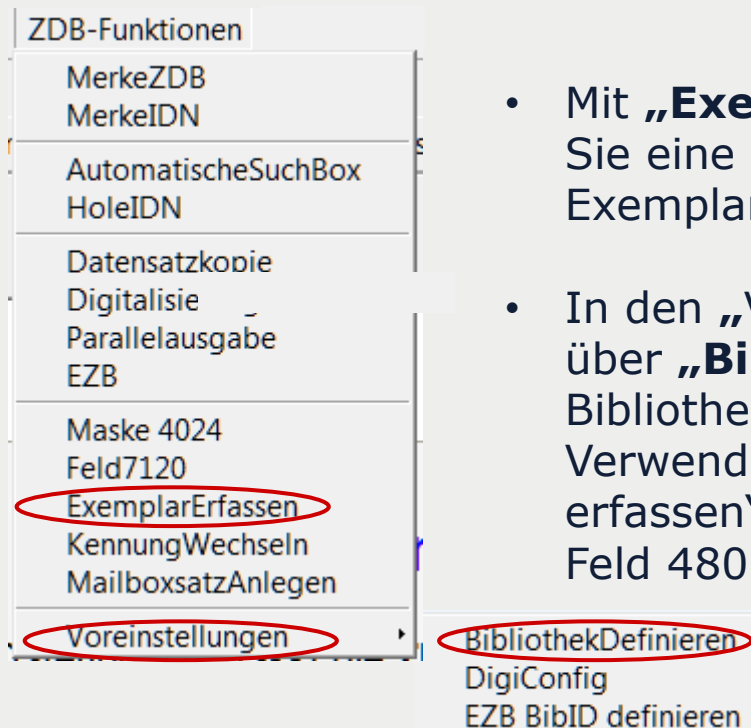 ZDB-Funktionen
MerkeZDB
MerkeIDN
AutomatischeSuchBox
HoleIDN
Datensatzkopie
Parallelausgabe
EZB
Maske 4024
Feld7120
ExemplarErfassen
KennungWechseln
MailboxsatzAnlegen
Voreinstellungen
BibliothekDefinieren
DigiConfig
EZB BibID definieren
• Mit „Exe
Sie eine
Exemplar
• In den „V
über „Bi
Bibliothe
Verwend
erfassen
Feld 480